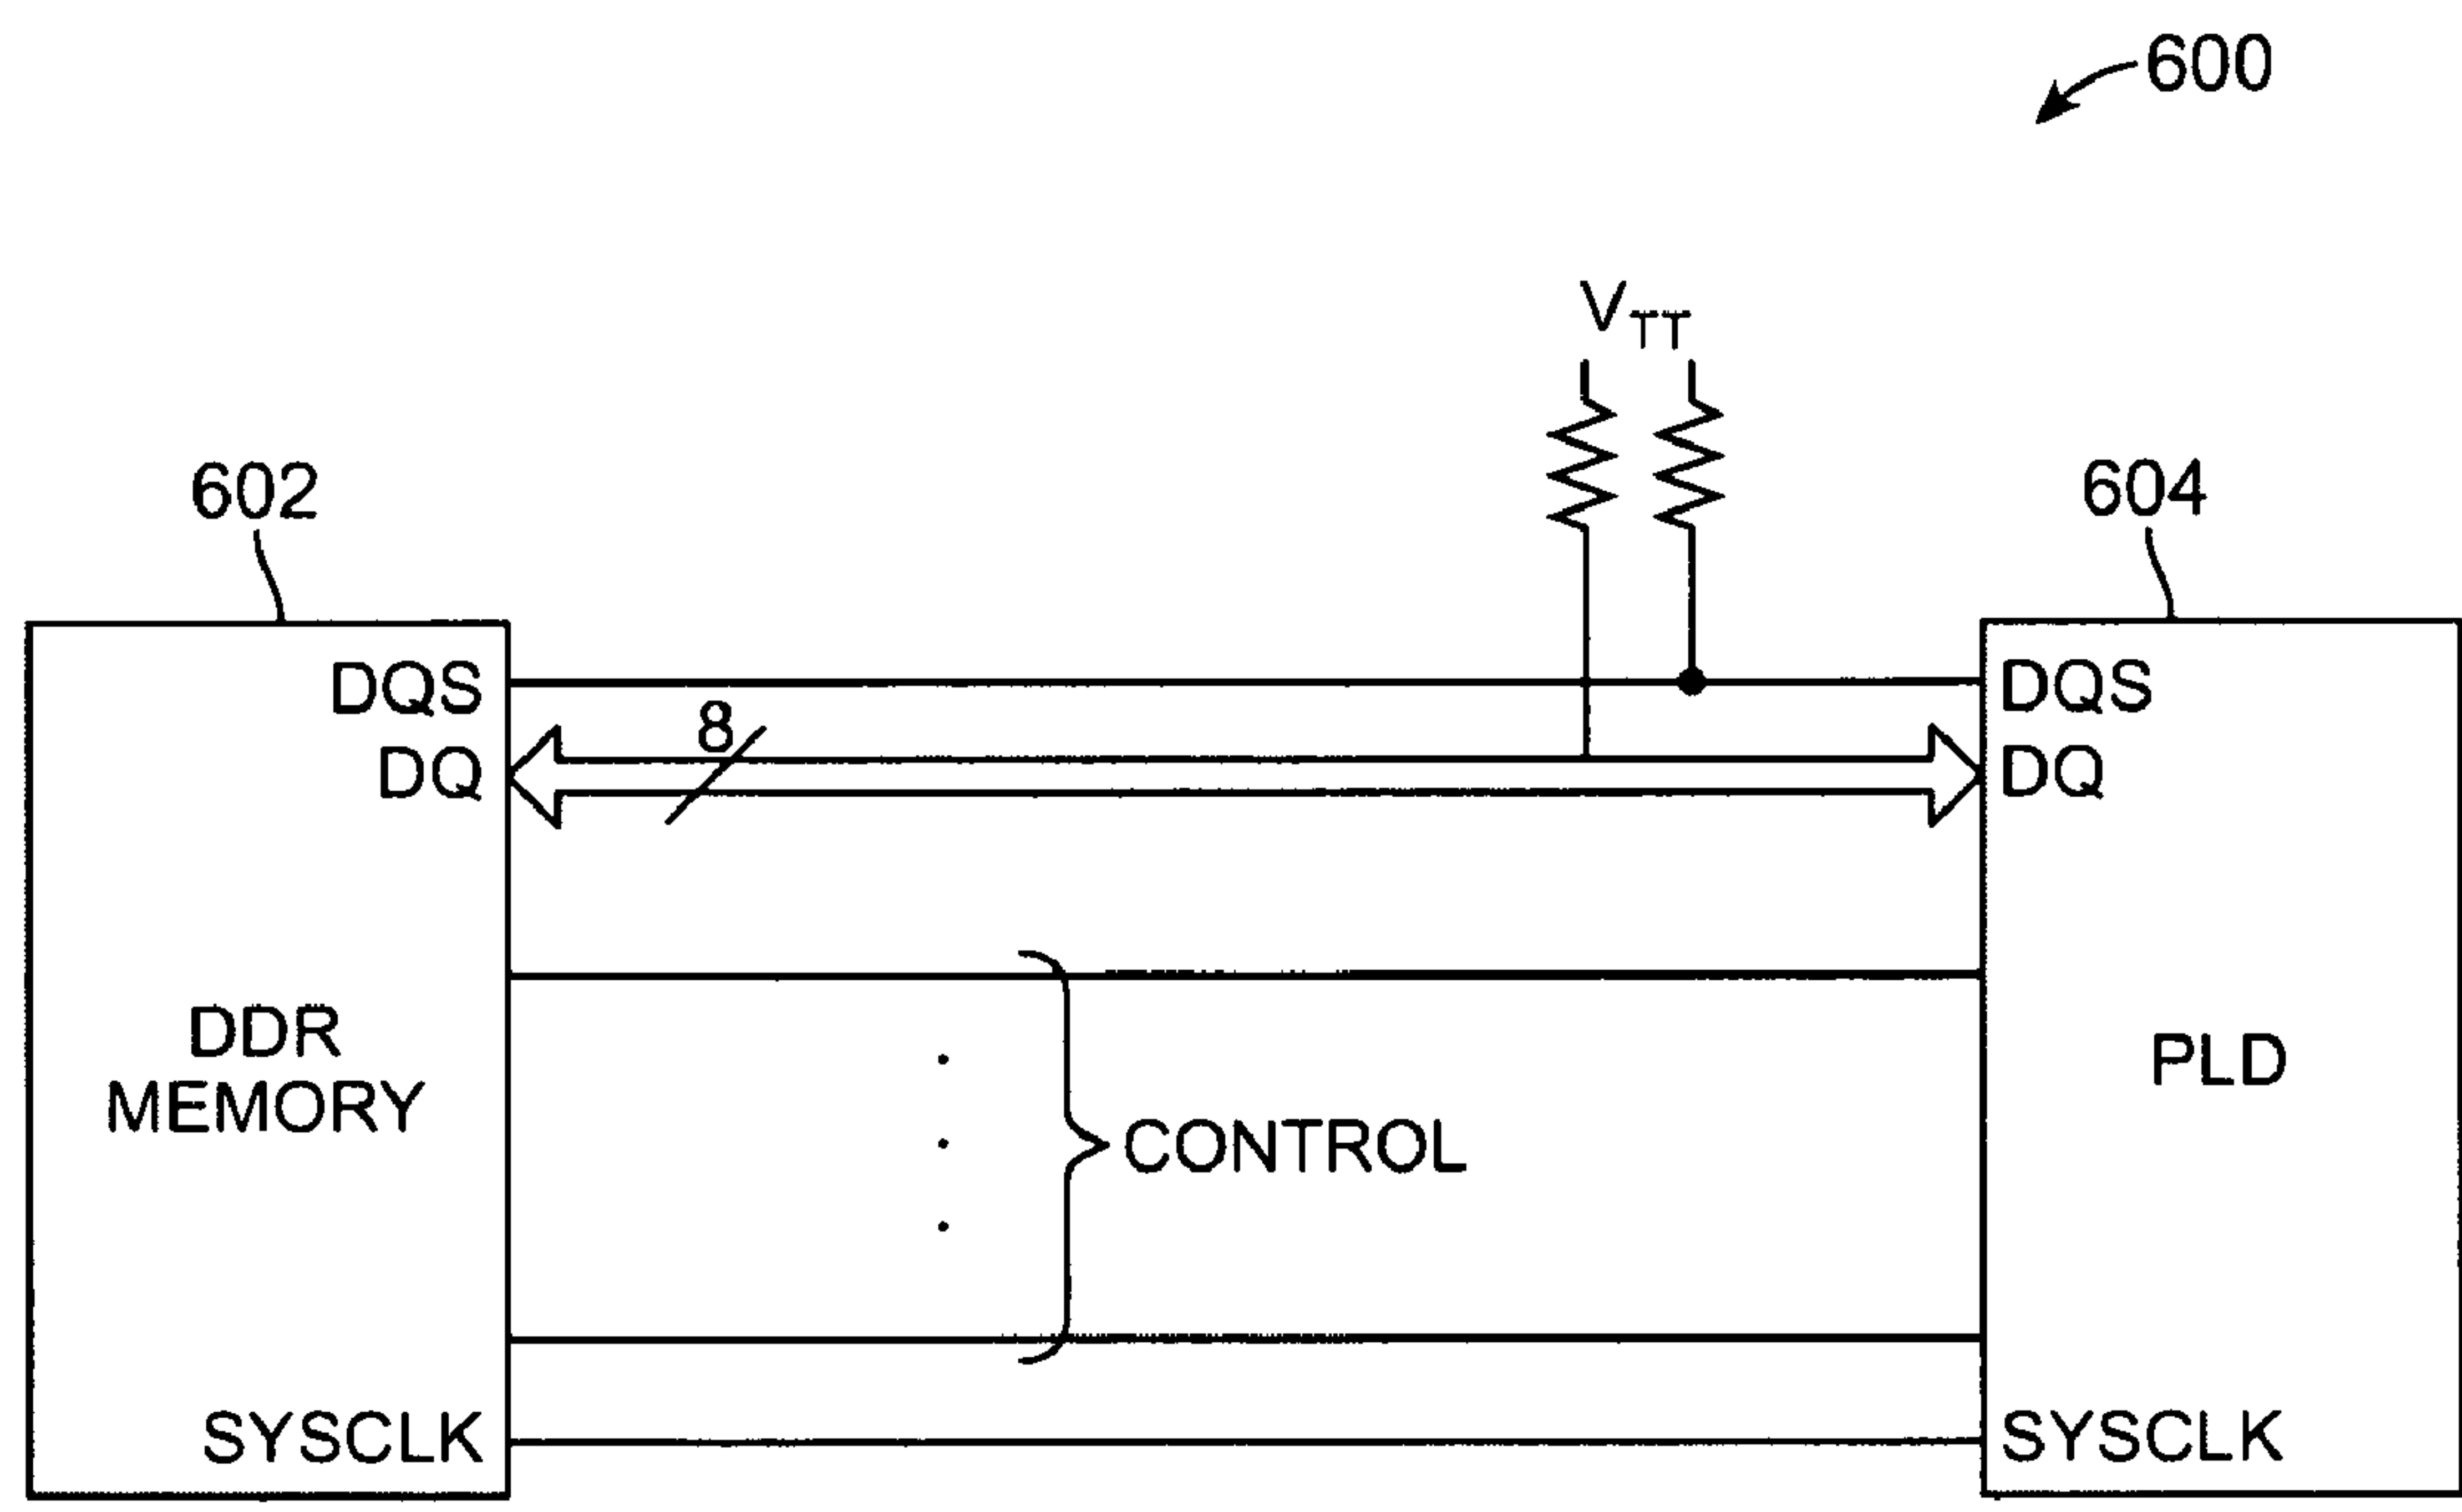 600
VTT
602
604
DQS
DQS
8
DQ
DQ
DDR
MEMORY
PLD
CONTROL
SYSCLK
SYSCLK